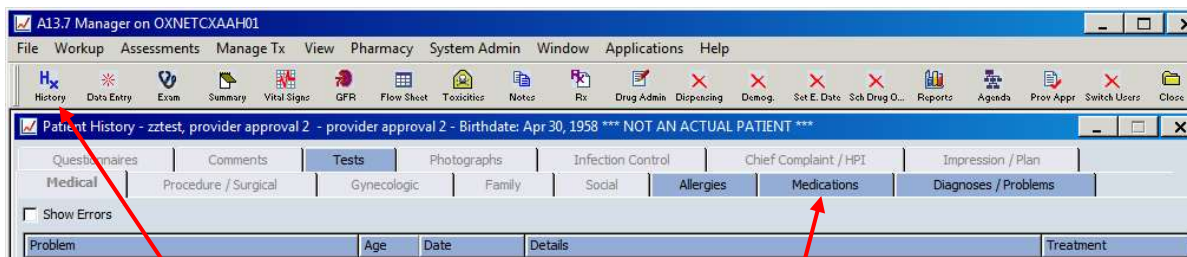 A13.7 Manager on OXNETCXAAH01
File Workup Assessments Manage Tx View Pharmacy System Admin Window Applications Help
Hx Rx
History Data Entry Exam Summary Vital Signs GFR Flow Sheet Toxicities Notes Rx Drug Admin Dispensing Demog. Set E. Date Sch Drug O... Reports Agenda Prov Appr Switch Users Close
Patient History - zztest, provider approval 2 - provider approval 2 - Birthdate: Apr 30, 1958 *** NOT AN ACTUAL PATIENT ***
Questionnaires Comments Tests Photographs Infection Control Chief Complaint / HPI Impression / Plan
Medical Procedure / Surgical Gynecologic Family Social Allergies Medications Diagnoses / Problems
Show Errors
Problem Age Date Details Treatment